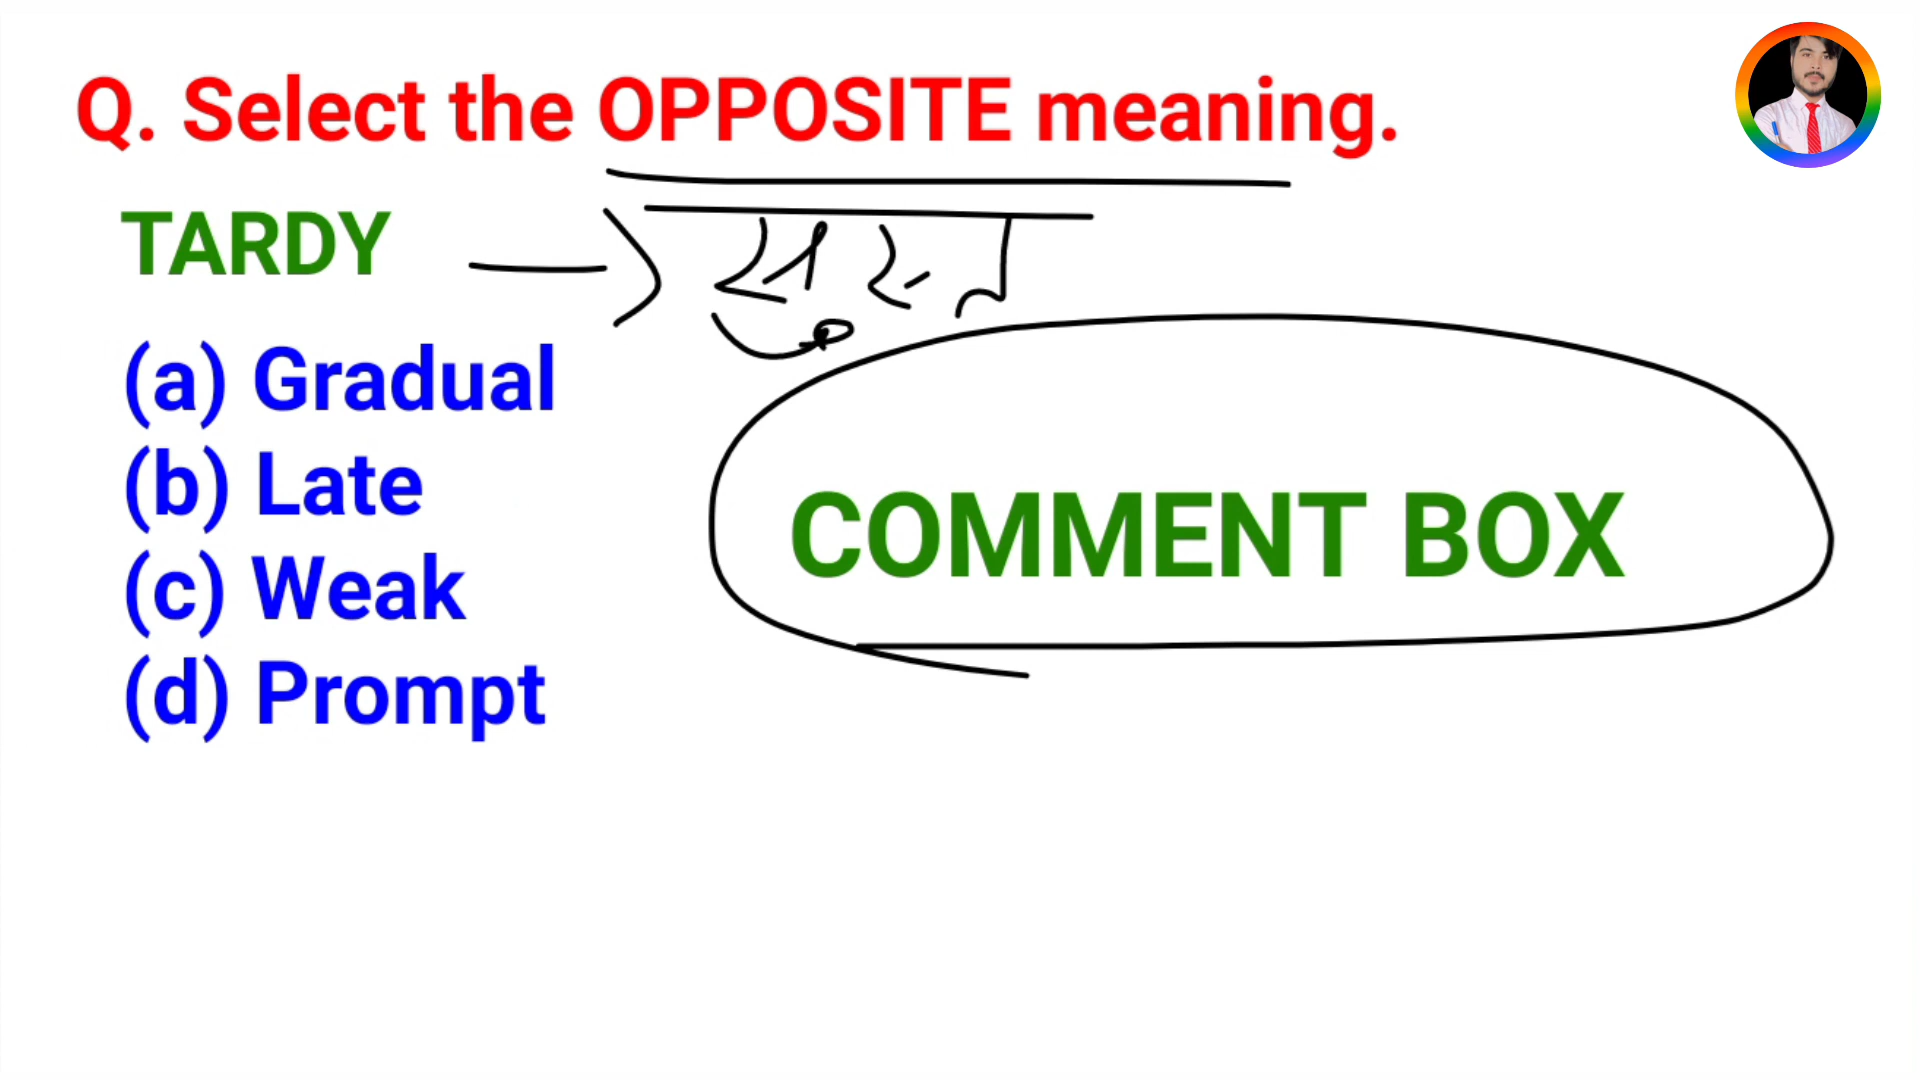 Q. Select the OPPOSITE meaning.
TARDY
(a) Gradual
(b) Late
(c) Weak
(d) Prompt
COMMENT BOX